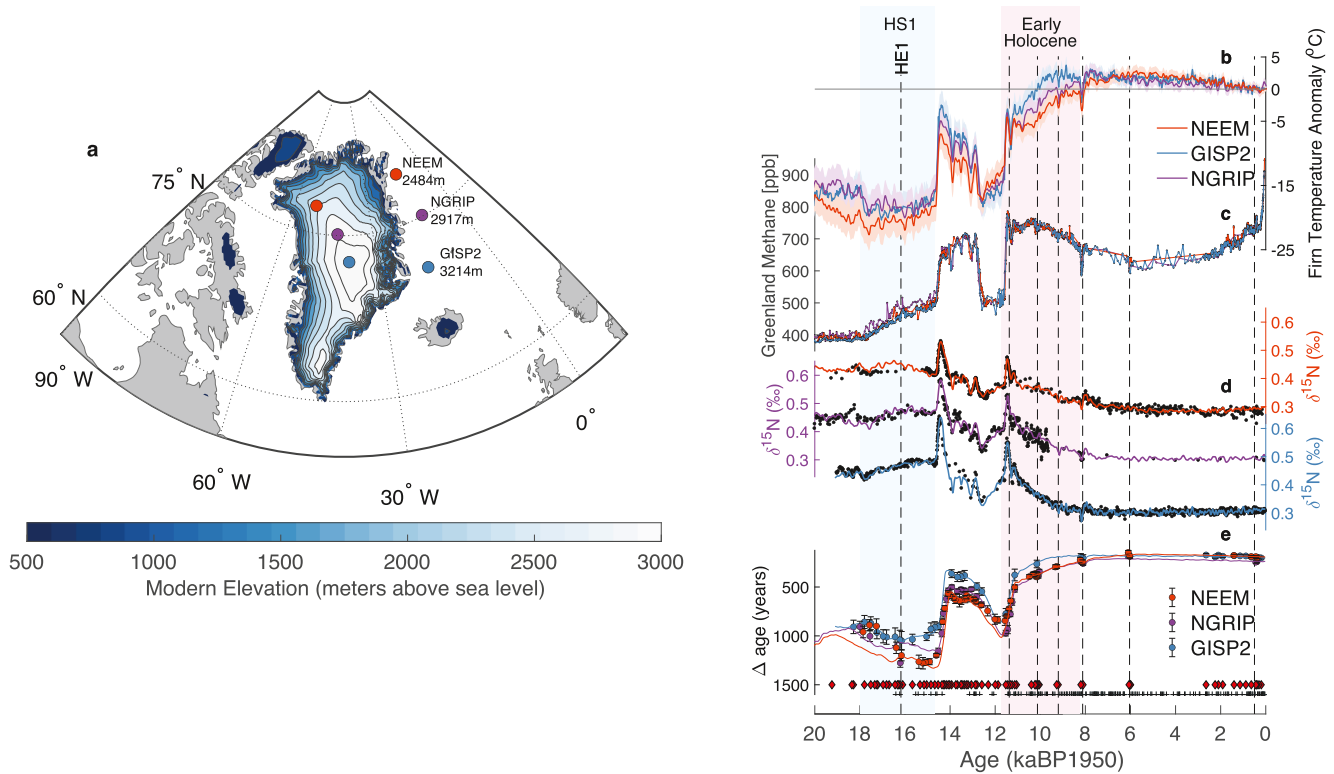 a
75° N
60° N
90° W
60° W
30° W
0°
NEEM
2484m
NGRIP
2917m
GISP2
3214m
500 1000 1500 2000 2500 3000
Modern Elevation (meters above sea level)
HS1
HE1
Early
Holocene
b
5
0
-5
-15
-25
Firn Temperature Anomaly (°C)
NEEM
GISP2
NGRIP
c
900
800
700
600
500
400
Greenland Methane [ppb]
d
0.6
0.5
0.4
0.3
δ15N (‰)
0.6
0.5
0.4
0.3
δ15N (‰)
0.6
0.5
0.4
0.3
δ15N (‰)
e
500
1000
1500
Δ age (years)
NEEM
NGRIP
GISP2
20 18 16 14 12 10 8 6 4 2 0
Age (kaBP1950)